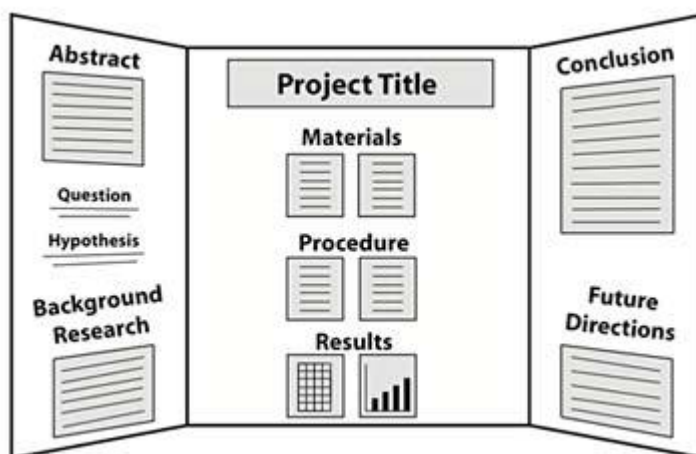 Abstract
Question
Hypothesis
Background
Research
Project Title
Materials
Procedure
Results
Conclusion
Future
Directions